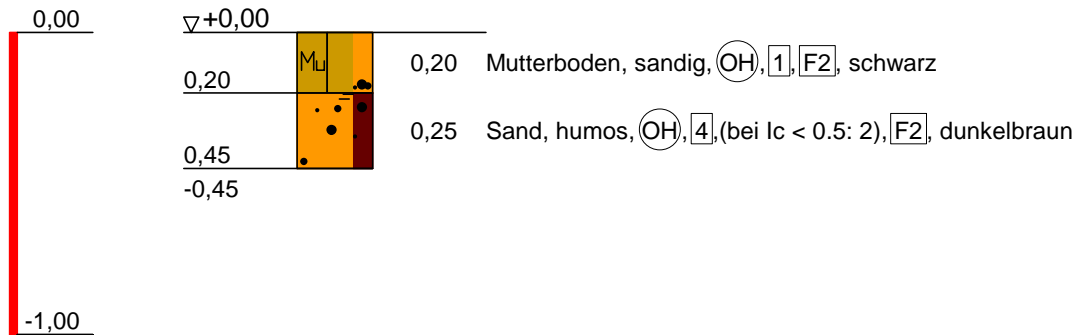 0,00
▽+0,00
Mu
0,20 Mutterboden, sandig, OH, 1, F2, schwarz
0,20
0,25 Sand, humos, OH, 4,(bei Ic < 0.5: 2), F2, dunkelbraun
0,45
-0,45
-1,00